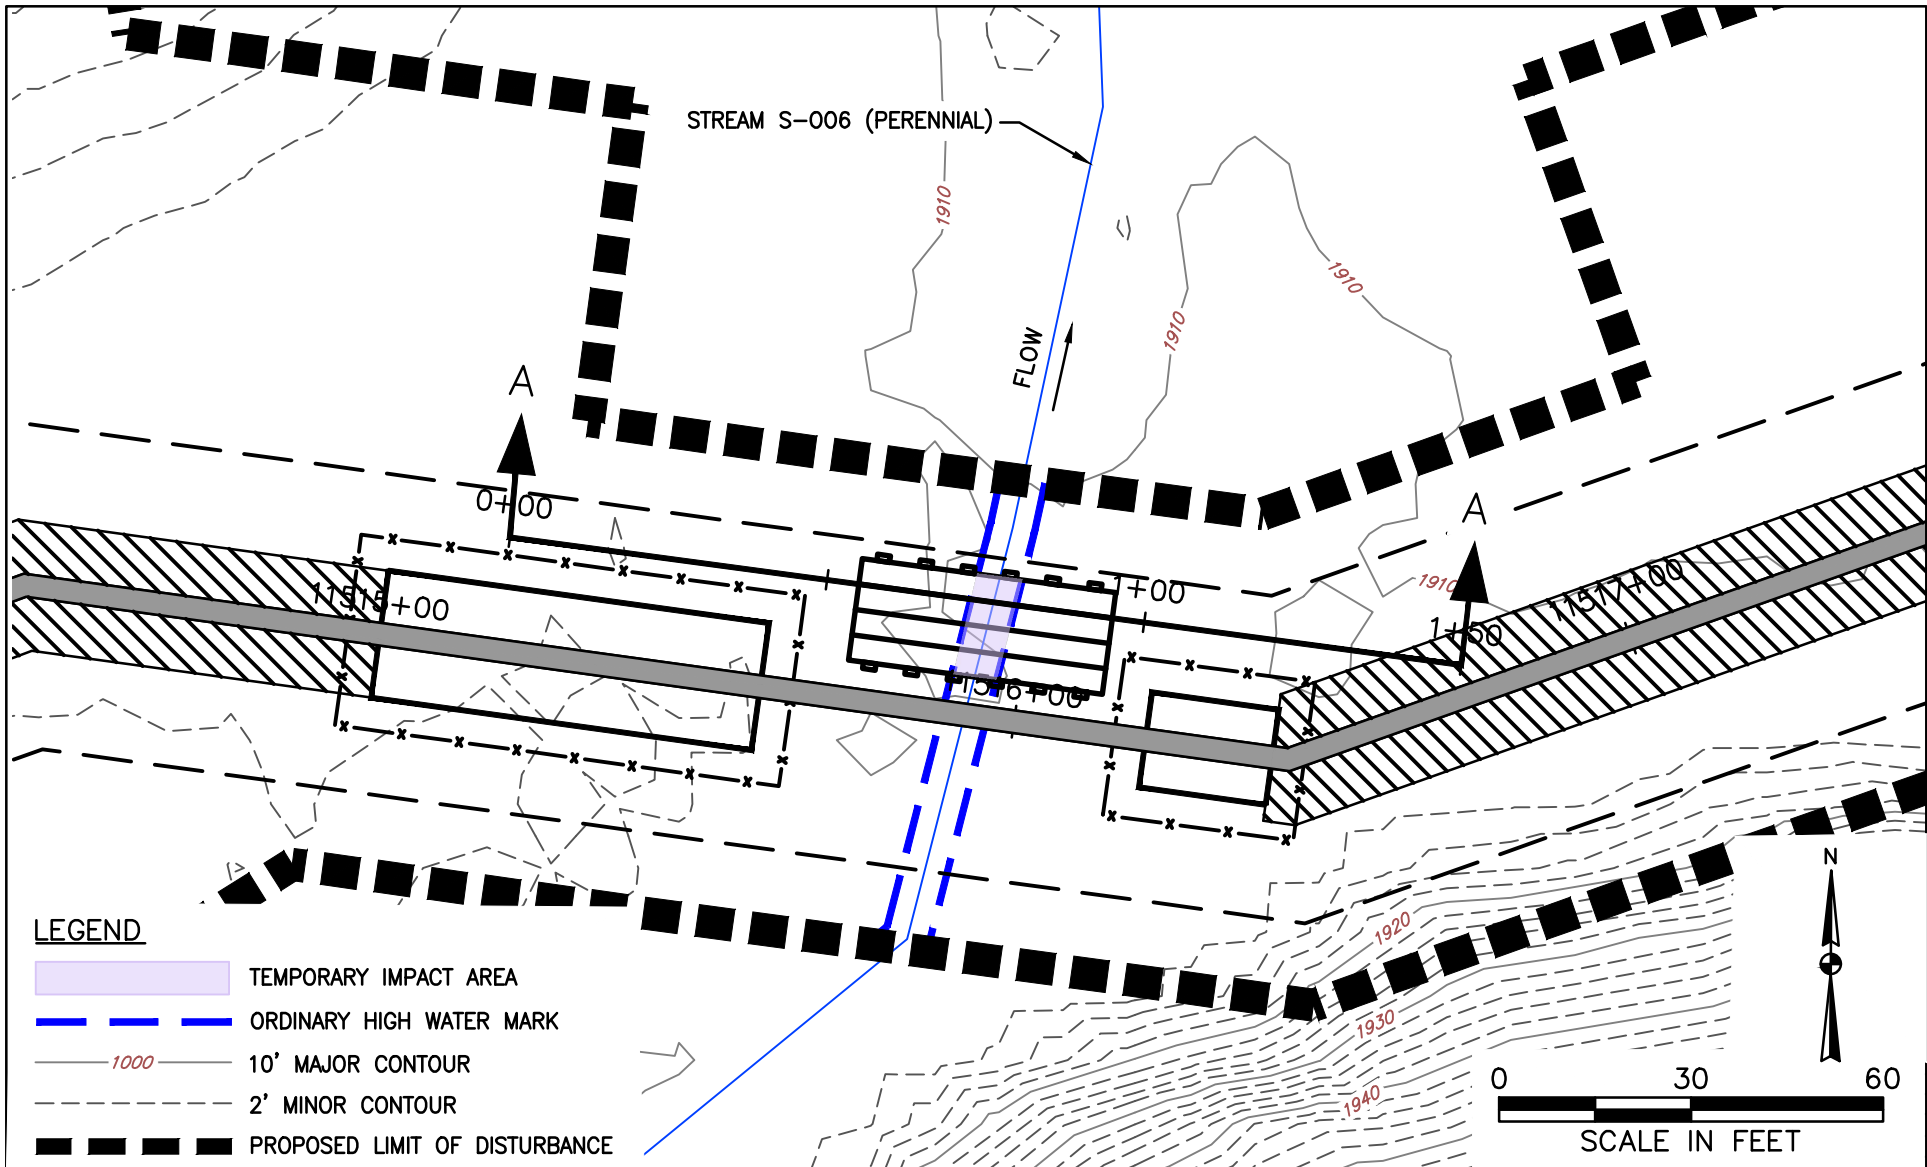 STREAM S-006 (PERENNIAL)
1910
1910
1910
FLOW
A
0+00
A
1+00
1910
11517+00
11515+00
1+50
11516+00
N
LEGEND
1920
TEMPORARY IMPACT AREA
ORDINARY HIGH WATER MARK
1930
1000
10' MAJOR CONTOUR
0 30 60
2' MINOR CONTOUR
1940
PROPOSED LIMIT OF DISTURBANCE
SCALE IN FEET